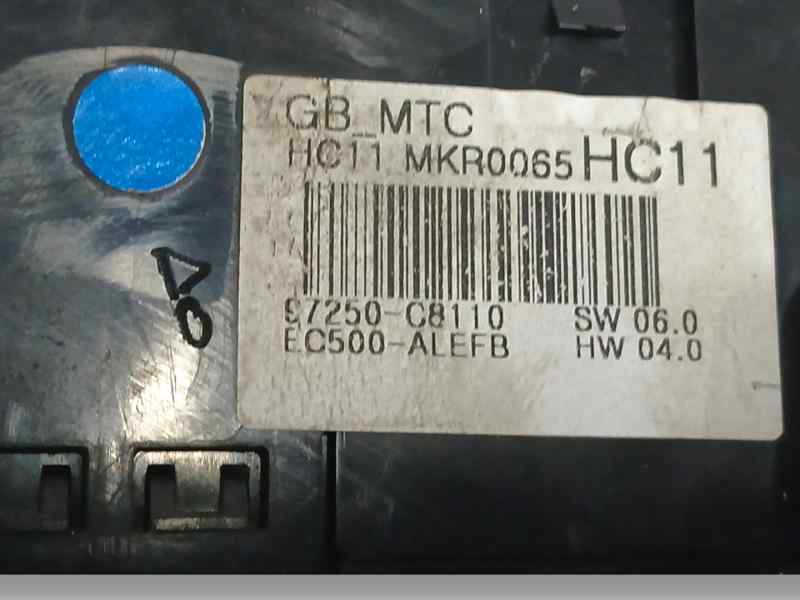 GB_MTC
HC11 MKR0065 HC11
97250-C8110 SW 06.0
EC500-ALEFB HW 04.0